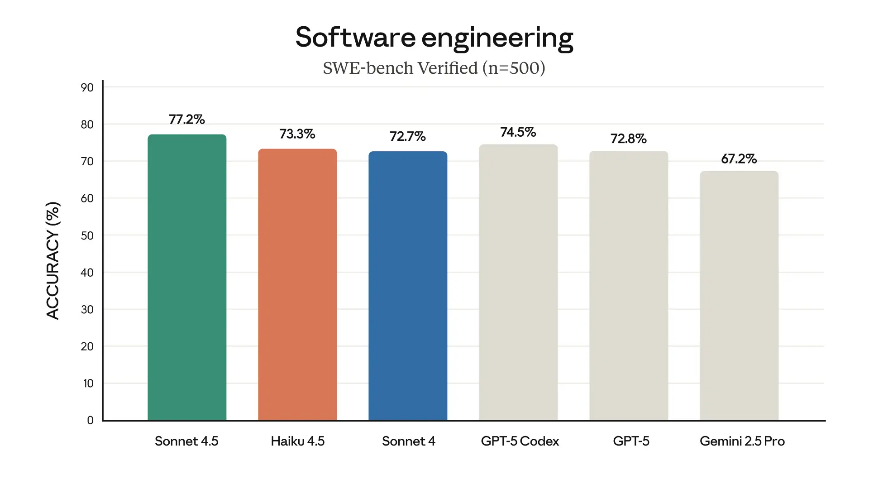 Software engineering
SWE-bench Verified (n=500)
ACCURACY (%)
90
80
70
60
50
40
30
20
10
0
77.2%
73.3%
72.7%
74.5%
72.8%
67.2%
Sonnet 4.5
Haiku 4.5
Sonnet 4
GPT-5 Codex
GPT-5
Gemini 2.5 Pro